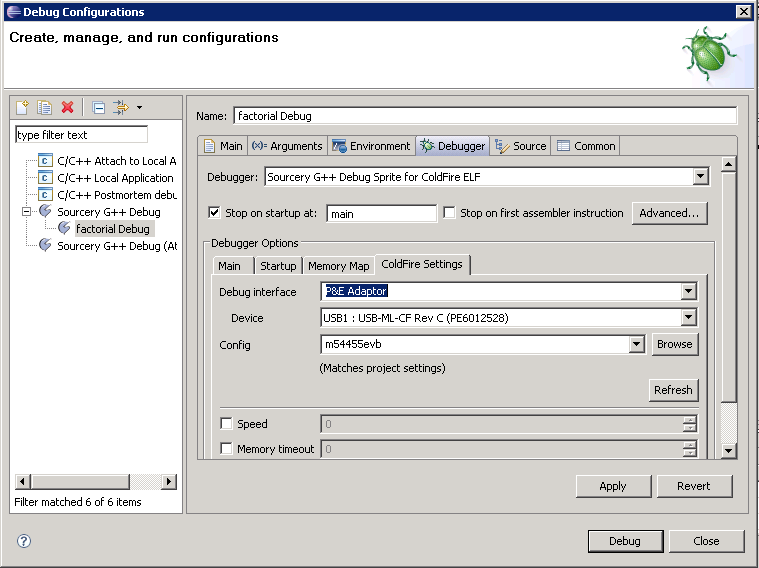 Debug Configurations
Create, manage, and run configurations
type filter text
C/C++ Attach to Local A
C/C++ Local Application
C/C++ Postmortem debu
Sourcery G++ Debug
factorial Debug
Sourcery G++ Debug (At
Filter matched 6 of 6 items
Name: factorial Debug
Main (x)= Arguments Environment Debugger Source Common
Debugger: Sourcery G++ Debug Sprite for ColdFire ELF
Stop on startup at: main Stop on first assembler instruction Advanced...
Debugger Options
Main Startup Memory Map ColdFire Settings
Debug interface P&E Adaptor
Device USB1 : USB-ML-CF Rev C (PE6012528)
Config m54455evb Browse
(Matches project settings)
Refresh
Speed 0
Memory timeout 0
Apply Revert
? Debug Close